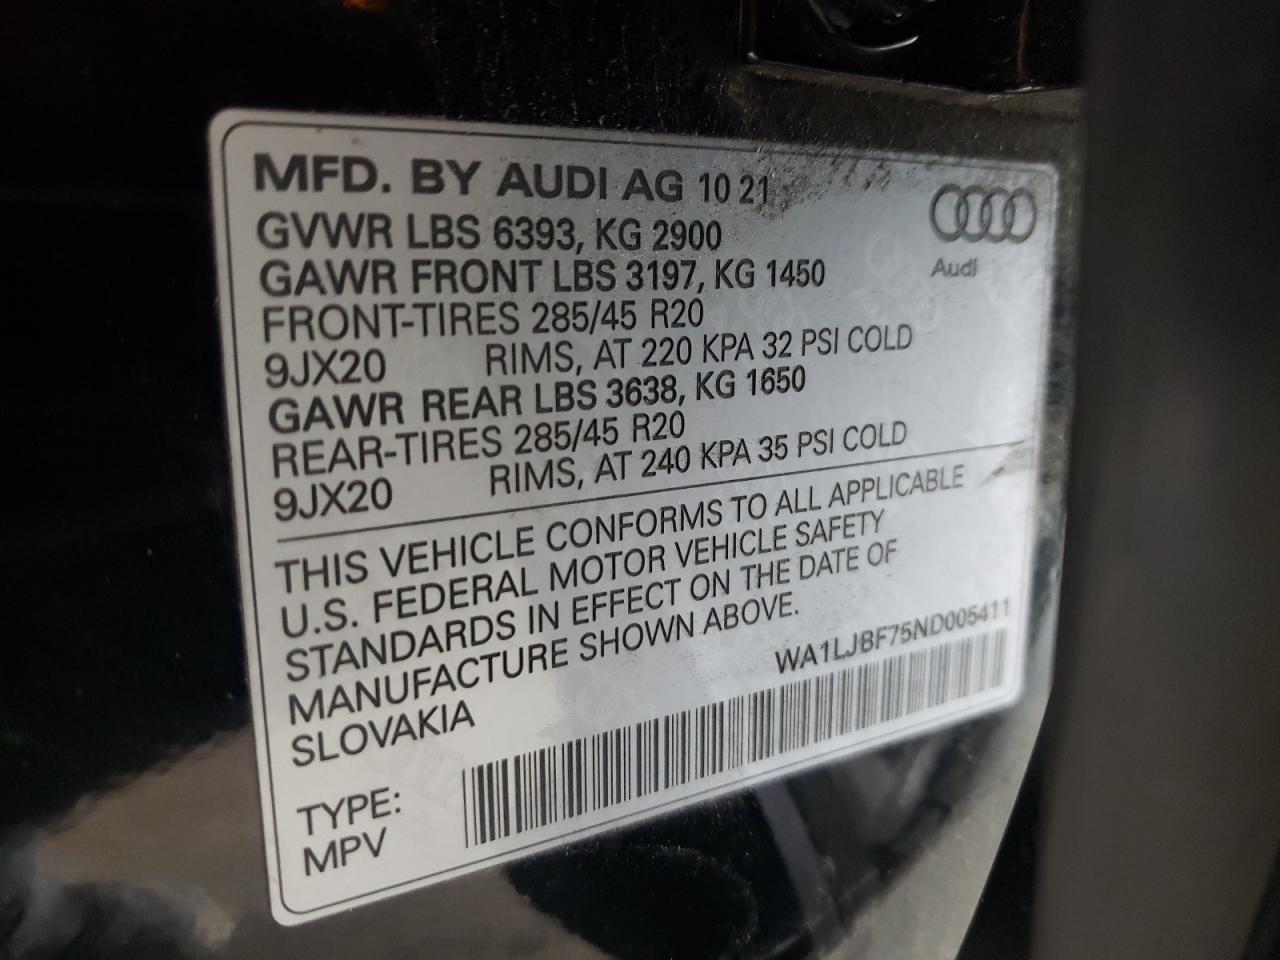 MFD. BY AUDI AG 10 21
GVWR LBS 6393, KG 2900
GAWR FRONT LBS 3197, KG 1450
FRONT-TIRES 285/45 R20
9JX20 RIMS, AT 220 KPA 32 PSI COLD
GAWR REAR LBS 3638, KG 1650
REAR-TIRES 285/45 R20
9JX20 RIMS, AT 240 KPA 35 PSI COLD
Audi
THIS VEHICLE CONFORMS TO ALL APPLICABLE
U.S. FEDERAL MOTOR VEHICLE SAFETY
STANDARDS IN EFFECT ON THE DATE OF
MANUFACTURE SHOWN ABOVE.
SLOVAKIA
WA1LJBF75ND005411
TYPE:
MPV